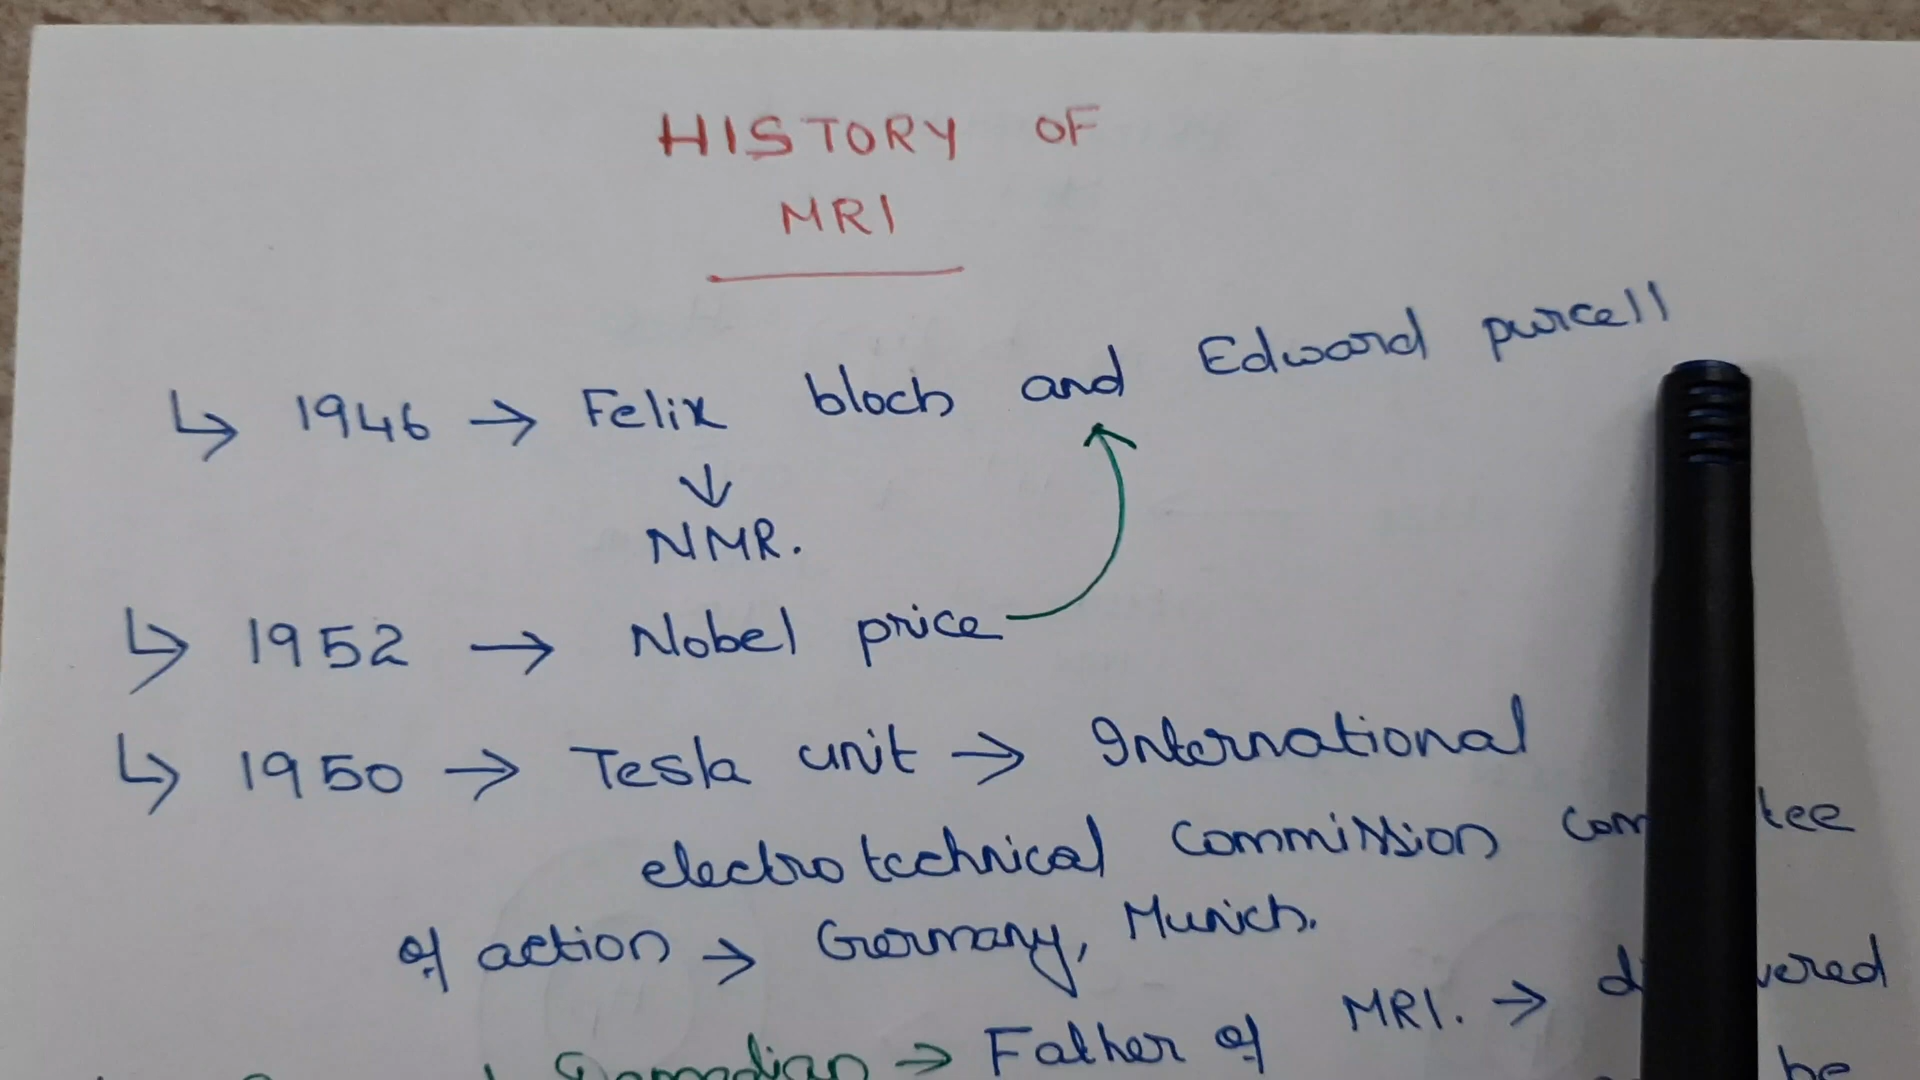 HISTORY OF
MRI
↳ 1946 → Felix bloch and Edward purcell
↓
NMR.
↳ 1952 → Nobel price
↳ 1950 → Tesla unit → International
electrotechnical Commission
of action → Germany, Munich.
Father of MRI. →
be